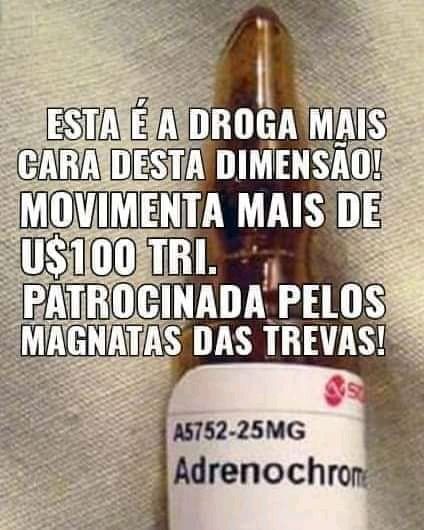 ESTA É A DROGA MAIS
CARA DESTA DIMENSÃO!
MOVIMENTA MAIS DE
U$100 TRI.
PATROCINADA PELOS
MAGNATAS DAS TREVAS!
A5752-25MG
Adrenochrom